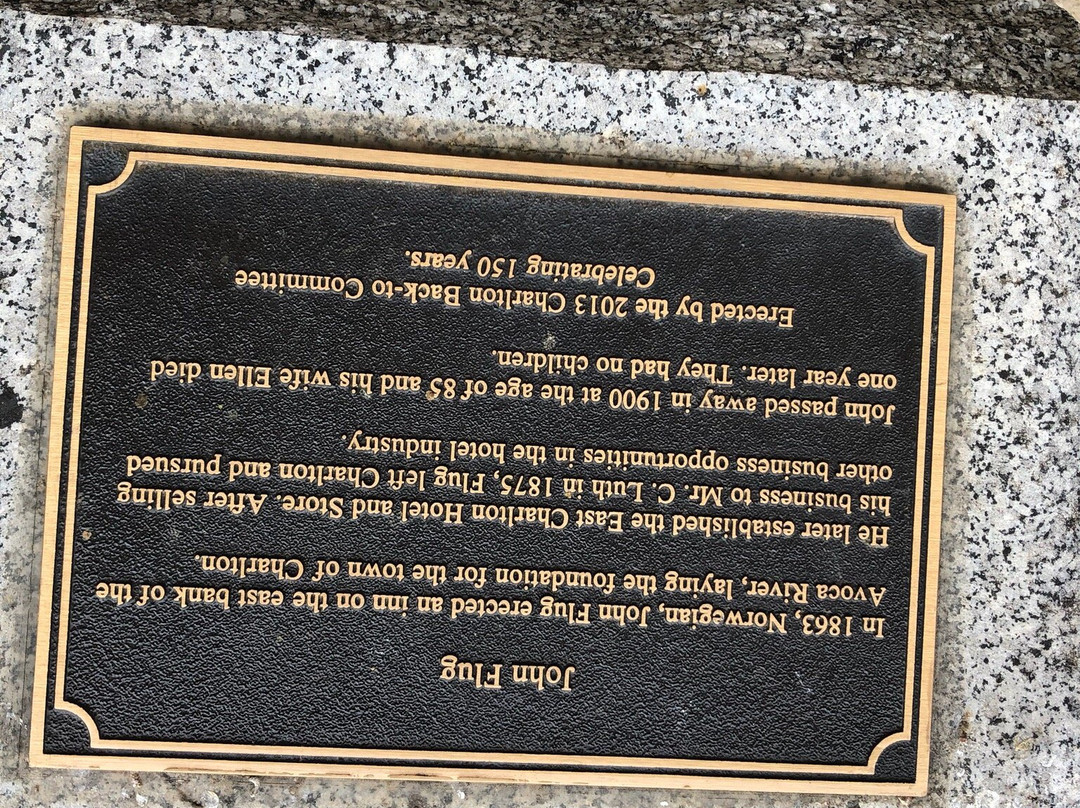 John Flug
In 1863, Norwegian, John Flug erected an inn on the east bank of the
Avoca River, laying the foundation for the town of Charlton.
He later established the East Charlton Hotel and Store. After selling
his business to Mr. C. Luth in 1875, Flug left Charlton and pursued
other business opportunities in the hotel industry.
John passed away in 1900 at the age of 85 and his wife Ellen died
one year later. They had no children.
Erected by the 2013 Charlton Back-to Committee
Celebrating 150 years.